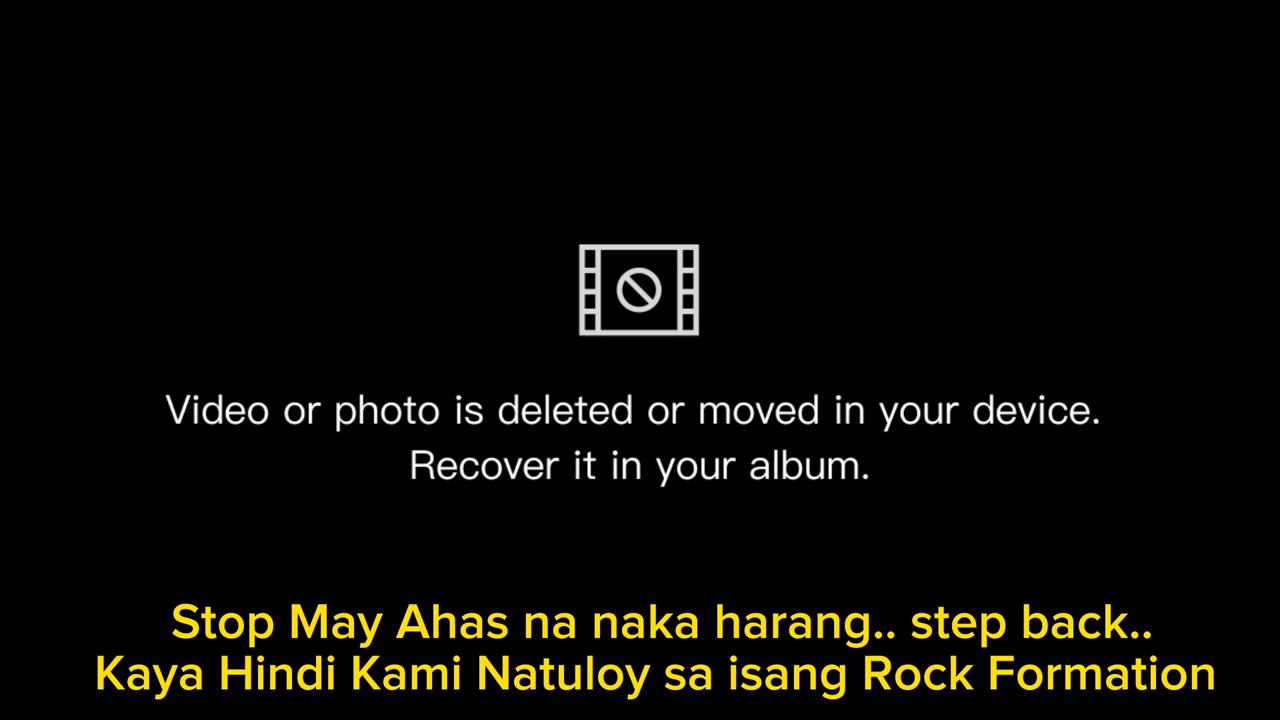 Video or photo is deleted or moved in your device.
Recover it in your album.
Stop May Ahas na naka harang.. step back..
Kaya Hindi Kami Natuloy sa isang Rock Formation